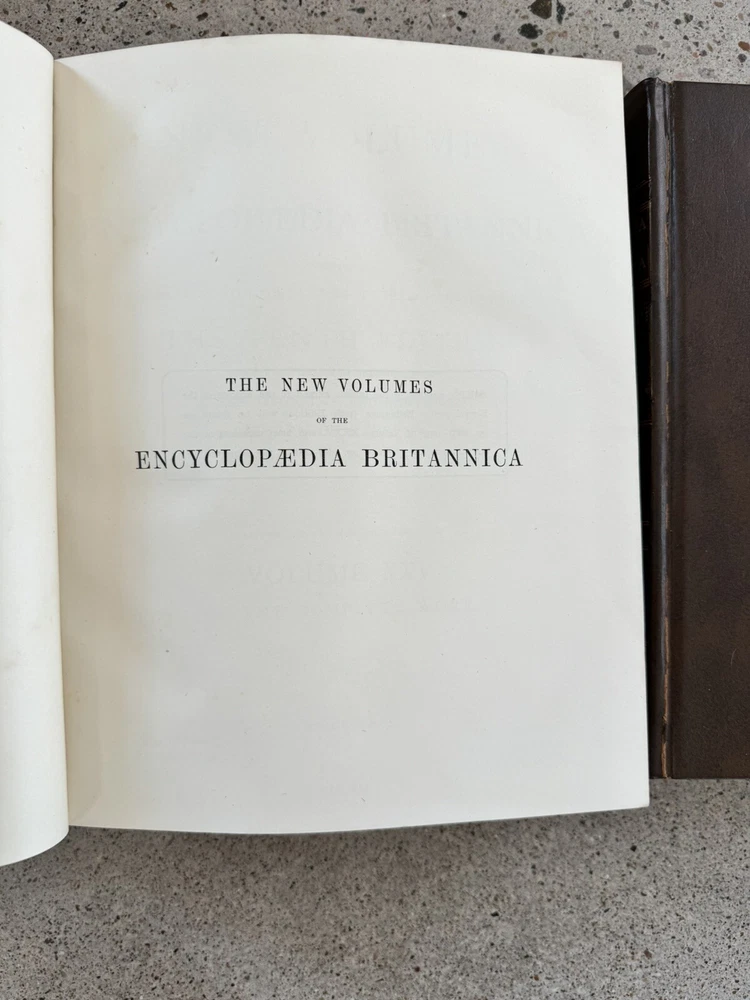 THE NEW VOLUMES
OF THE
ENCYCLOPÆDIA BRITANNICA